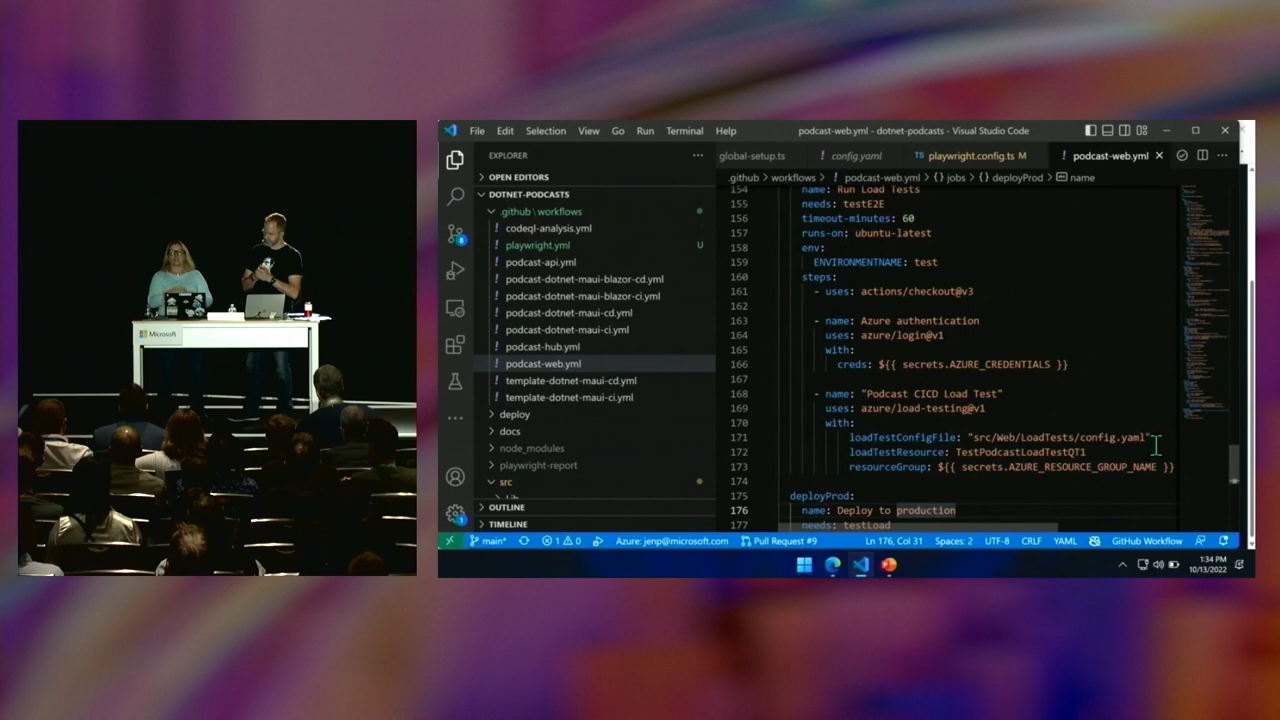 Microsoft
File Edit Selection View Go Run Terminal Help
podcast-web.yml - dotnet-podcasts - Visual Studio Code
EXPLORER
OPEN EDITORS
DOTNET-PODCASTS
.github \ workflows
! codeql-analysis.yml
! playwright.yml U
! podcast-api.yml
! podcast-dotnet-maui-blazor-cd.yml
! podcast-dotnet-maui-blazor-ci.yml
! podcast-dotnet-maui-cd.yml
! podcast-dotnet-maui-ci.yml
! podcast-hub.yml
! podcast-web.yml
! template-dotnet-maui-cd.yml
! template-dotnet-maui-ci.yml
deploy
docs
node_modules
playwright-report
src
OUTLINE
TIMELINE
global-setup.ts ! config.yaml TS playwright.config.ts M ! podcast-web.yml
.github > workflows > ! podcast-web.yml > {} jobs > {} deployProd > name
154 name: Run Load Tests
155 needs: testE2E
156 timeout-minutes: 60
157 runs-on: ubuntu-latest
158 env:
159 ENVIRONMENTNAME: test
160 steps:
161 - uses: actions/checkout@v3
162
163 - name: Azure authentication
164 uses: azure/login@v1
165 with:
166 creds: ${{ secrets.AZURE_CREDENTIALS }}
167
168 - name: "Podcast CICD Load Test"
169 uses: azure/load-testing@v1
170 with:
171 loadTestConfigFile: "src/Web/LoadTests/config.yaml"
172 loadTestResource: TestPodcastLoadTestQT1
173 resourceGroup: ${{ secrets.AZURE_RESOURCE_GROUP_NAME }}
174
175 deployProd:
176 name: Deploy to production
177 needs: testLoad
main* 1 0 Azure: jenp@microsoft.com Pull Request #9 Ln 176, Col 31 Spaces: 2 UTF-8 CRLF YAML GitHub Workflow
1:34 PM
10/13/2022